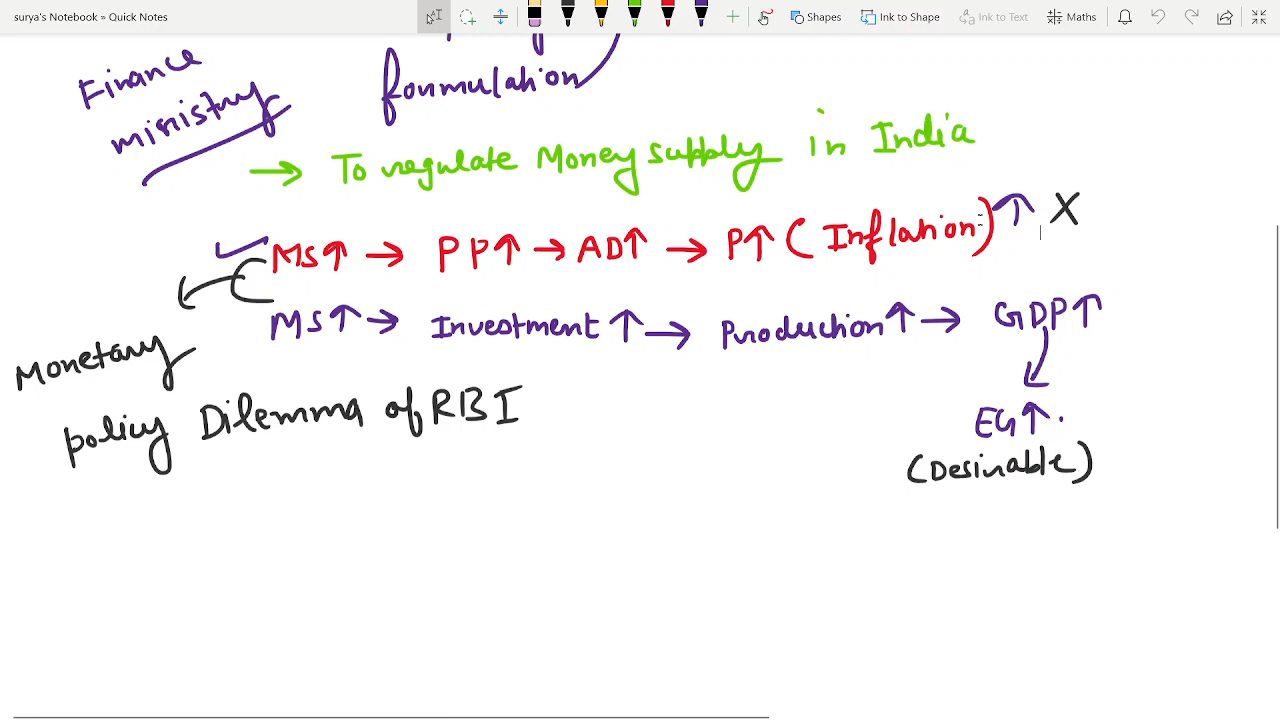 surya's Notebook » Quick Notes
Shapes Ink to Shape Ink to Text Maths
Finance
ministry
formulation
→ To regulate Money supply in India
MS↑ → PP↑ → AD↑ → P↑ (Inflation) ↑ X
MS↑ → Investment ↑ → Production ↑ → GDP↑
EG↑
(Desirable)
Monetary
policy Dilemma of RBI